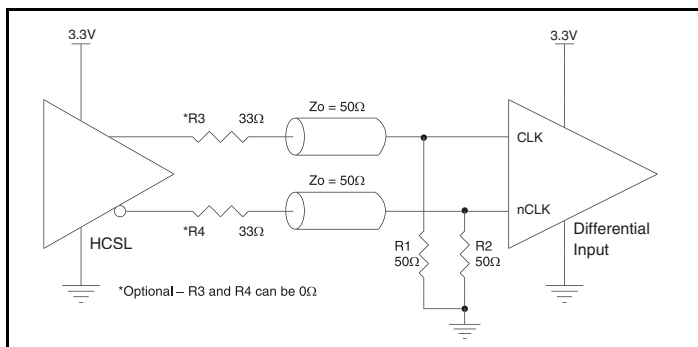 3.3V
3.3V
*R3
33Ω
Zo = 50Ω
CLK
Zo = 50Ω
nCLK
HCSL
*R4
33Ω
R1
50Ω
R2
50Ω
Differential
Input
*Optional – R3 and R4 can be 0Ω